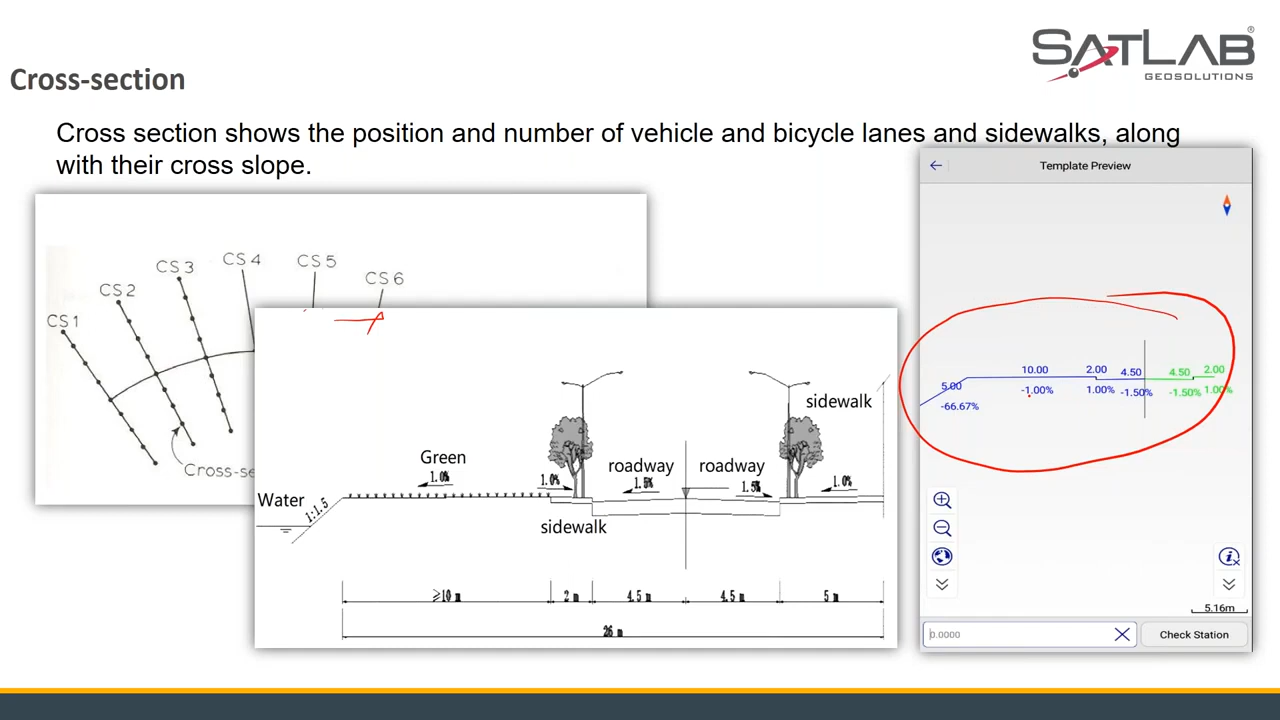 SATLAB®
GEOSOLUTIONS
Cross-section
Cross section shows the position and number of vehicle and bicycle lanes and sidewalks, along
with their cross slope.
CS 1
CS 2
CS 3
CS 4
CS 5
CS 6
Cross-se
sidewalk
Green
1.0%
1.0%
roadway
1.5%
roadway
1.5%
1.0%
Water
1:1.5
sidewalk
≥10 m
2 m
4.5 m
4.5 m
5 m
26 m
Template Preview
10.00
2.00
4.50
4.50
2.00
5.00
-1.00%
1.00%
-1.50%
-1.50%
1.00%
-66.67%
5.16m
0.0000
Check Station